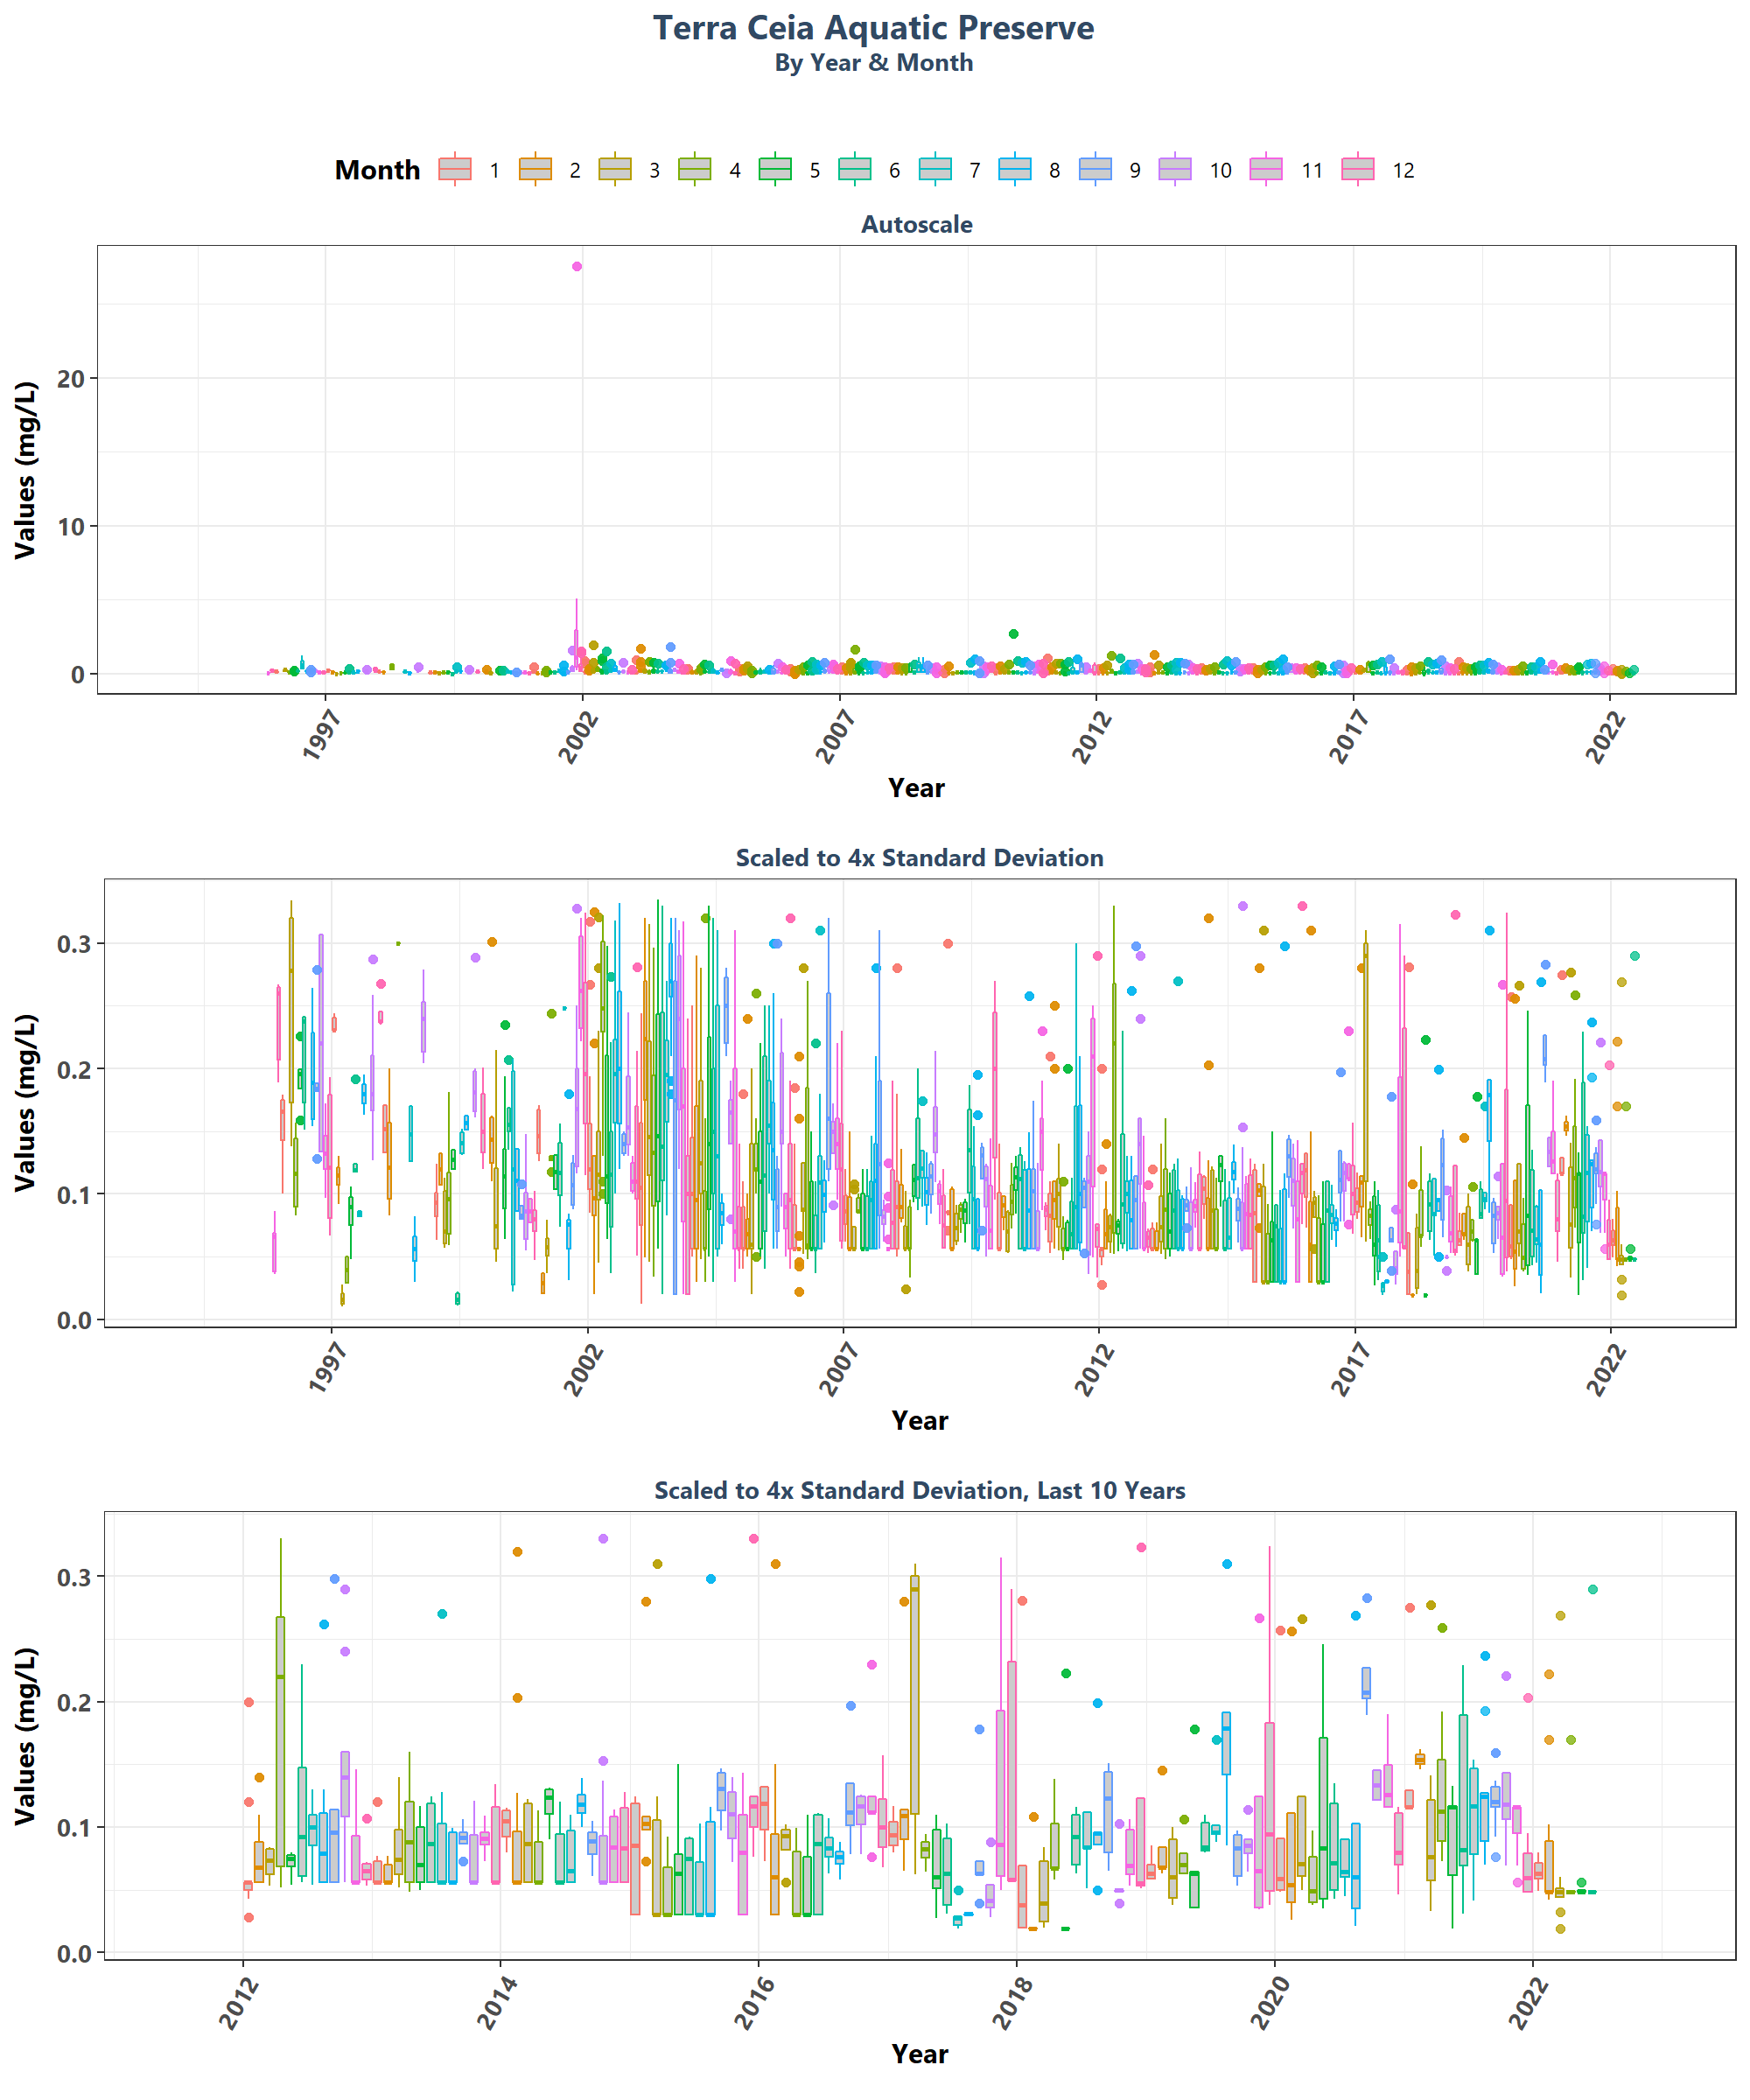 Terra Ceia Aquatic Preserve
By Year & Month
Month 1 2 3 4 5 6 7 8 9 10 11 12
Autoscale
Values (mg/L)
20
10
0
1997 2002 2007 2012 2017 2022
Year
Scaled to 4x Standard Deviation
Values (mg/L)
0.3
0.2
0.1
0.0
1997 2002 2007 2012 2017 2022
Year
Scaled to 4x Standard Deviation, Last 10 Years
Values (mg/L)
0.3
0.2
0.1
0.0
2012 2014 2016 2018 2020 2022
Year